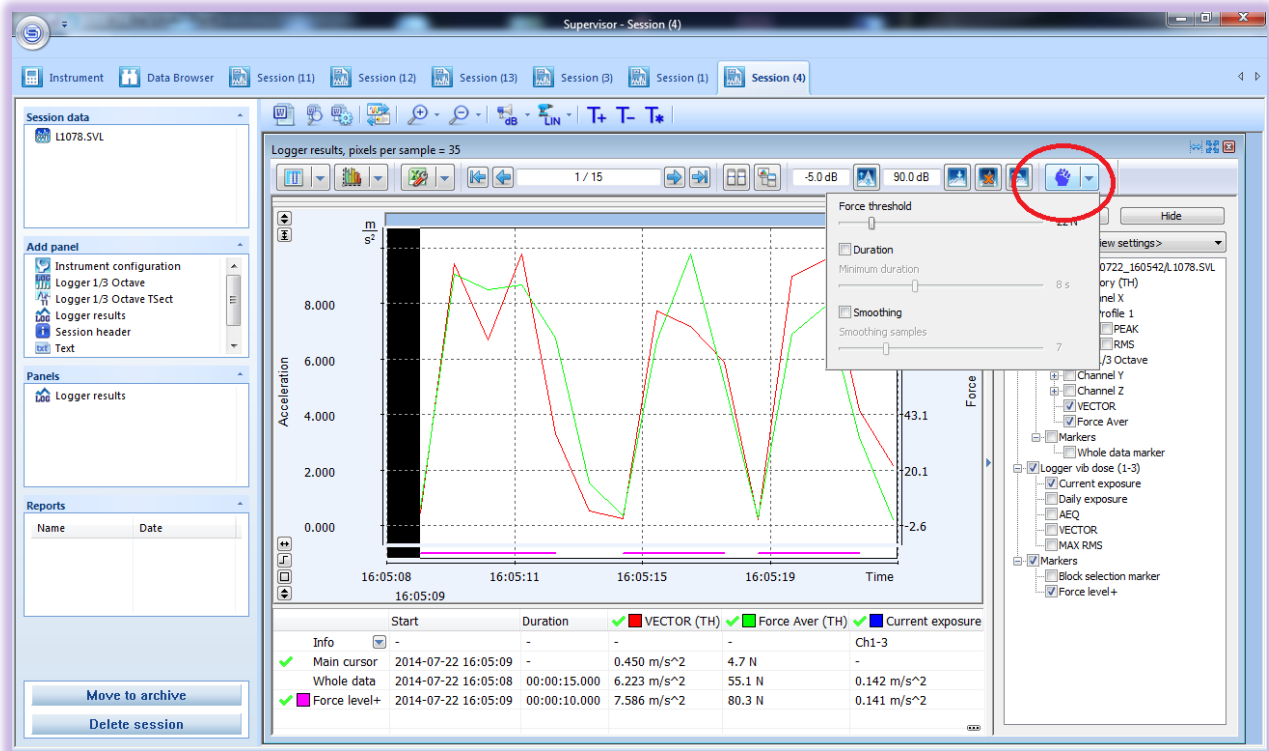 Supervisor - Session (4)
Instrument Data Browser Session (11) Session (12) Session (13) Session (3) Session (1) Session (4)
Session data
L1078.SVL
Add panel
Instrument configuration
Logger 1/3 Octave
Logger 1/3 Octave TSect
Logger results
Session header
Text
Panels
Logger results
Reports
Name Date
Move to archive
Delete session
dB LIN T+ T- T*
Logger results, pixels per sample = 35
1 / 15 -5.0 dB 90.0 dB
Force threshold
Duration
Minimum duration
8 s
Smoothing
Smoothing samples
7
m
s²
8.000
6.000
4.000
2.000
0.000
Acceleration
Force
43.1
20.1
-2.6
16:05:08 16:05:11 16:05:15 16:05:19 Time
16:05:09
Hide
iew settings>
0722_160542/L1078.SVL
ory (TH)
nel X
rofile 1
PEAK
RMS
/3 Octave
Channel Y
Channel Z
VECTOR
Force Aver
Markers
Whole data marker
Logger vib dose (1-3)
Current exposure
Daily exposure
AEQ
VECTOR
MAX RMS
Markers
Block selection marker
Force level+
Start Duration VECTOR (TH) Force Aver (TH) Current exposure
Info - - - - Ch1-3
Main cursor 2014-07-22 16:05:09 - 0.450 m/s^2 4.7 N -
Whole data 2014-07-22 16:05:08 00:00:15.000 6.223 m/s^2 55.1 N 0.142 m/s^2
Force level+ 2014-07-22 16:05:09 00:00:10.000 7.586 m/s^2 80.3 N 0.141 m/s^2